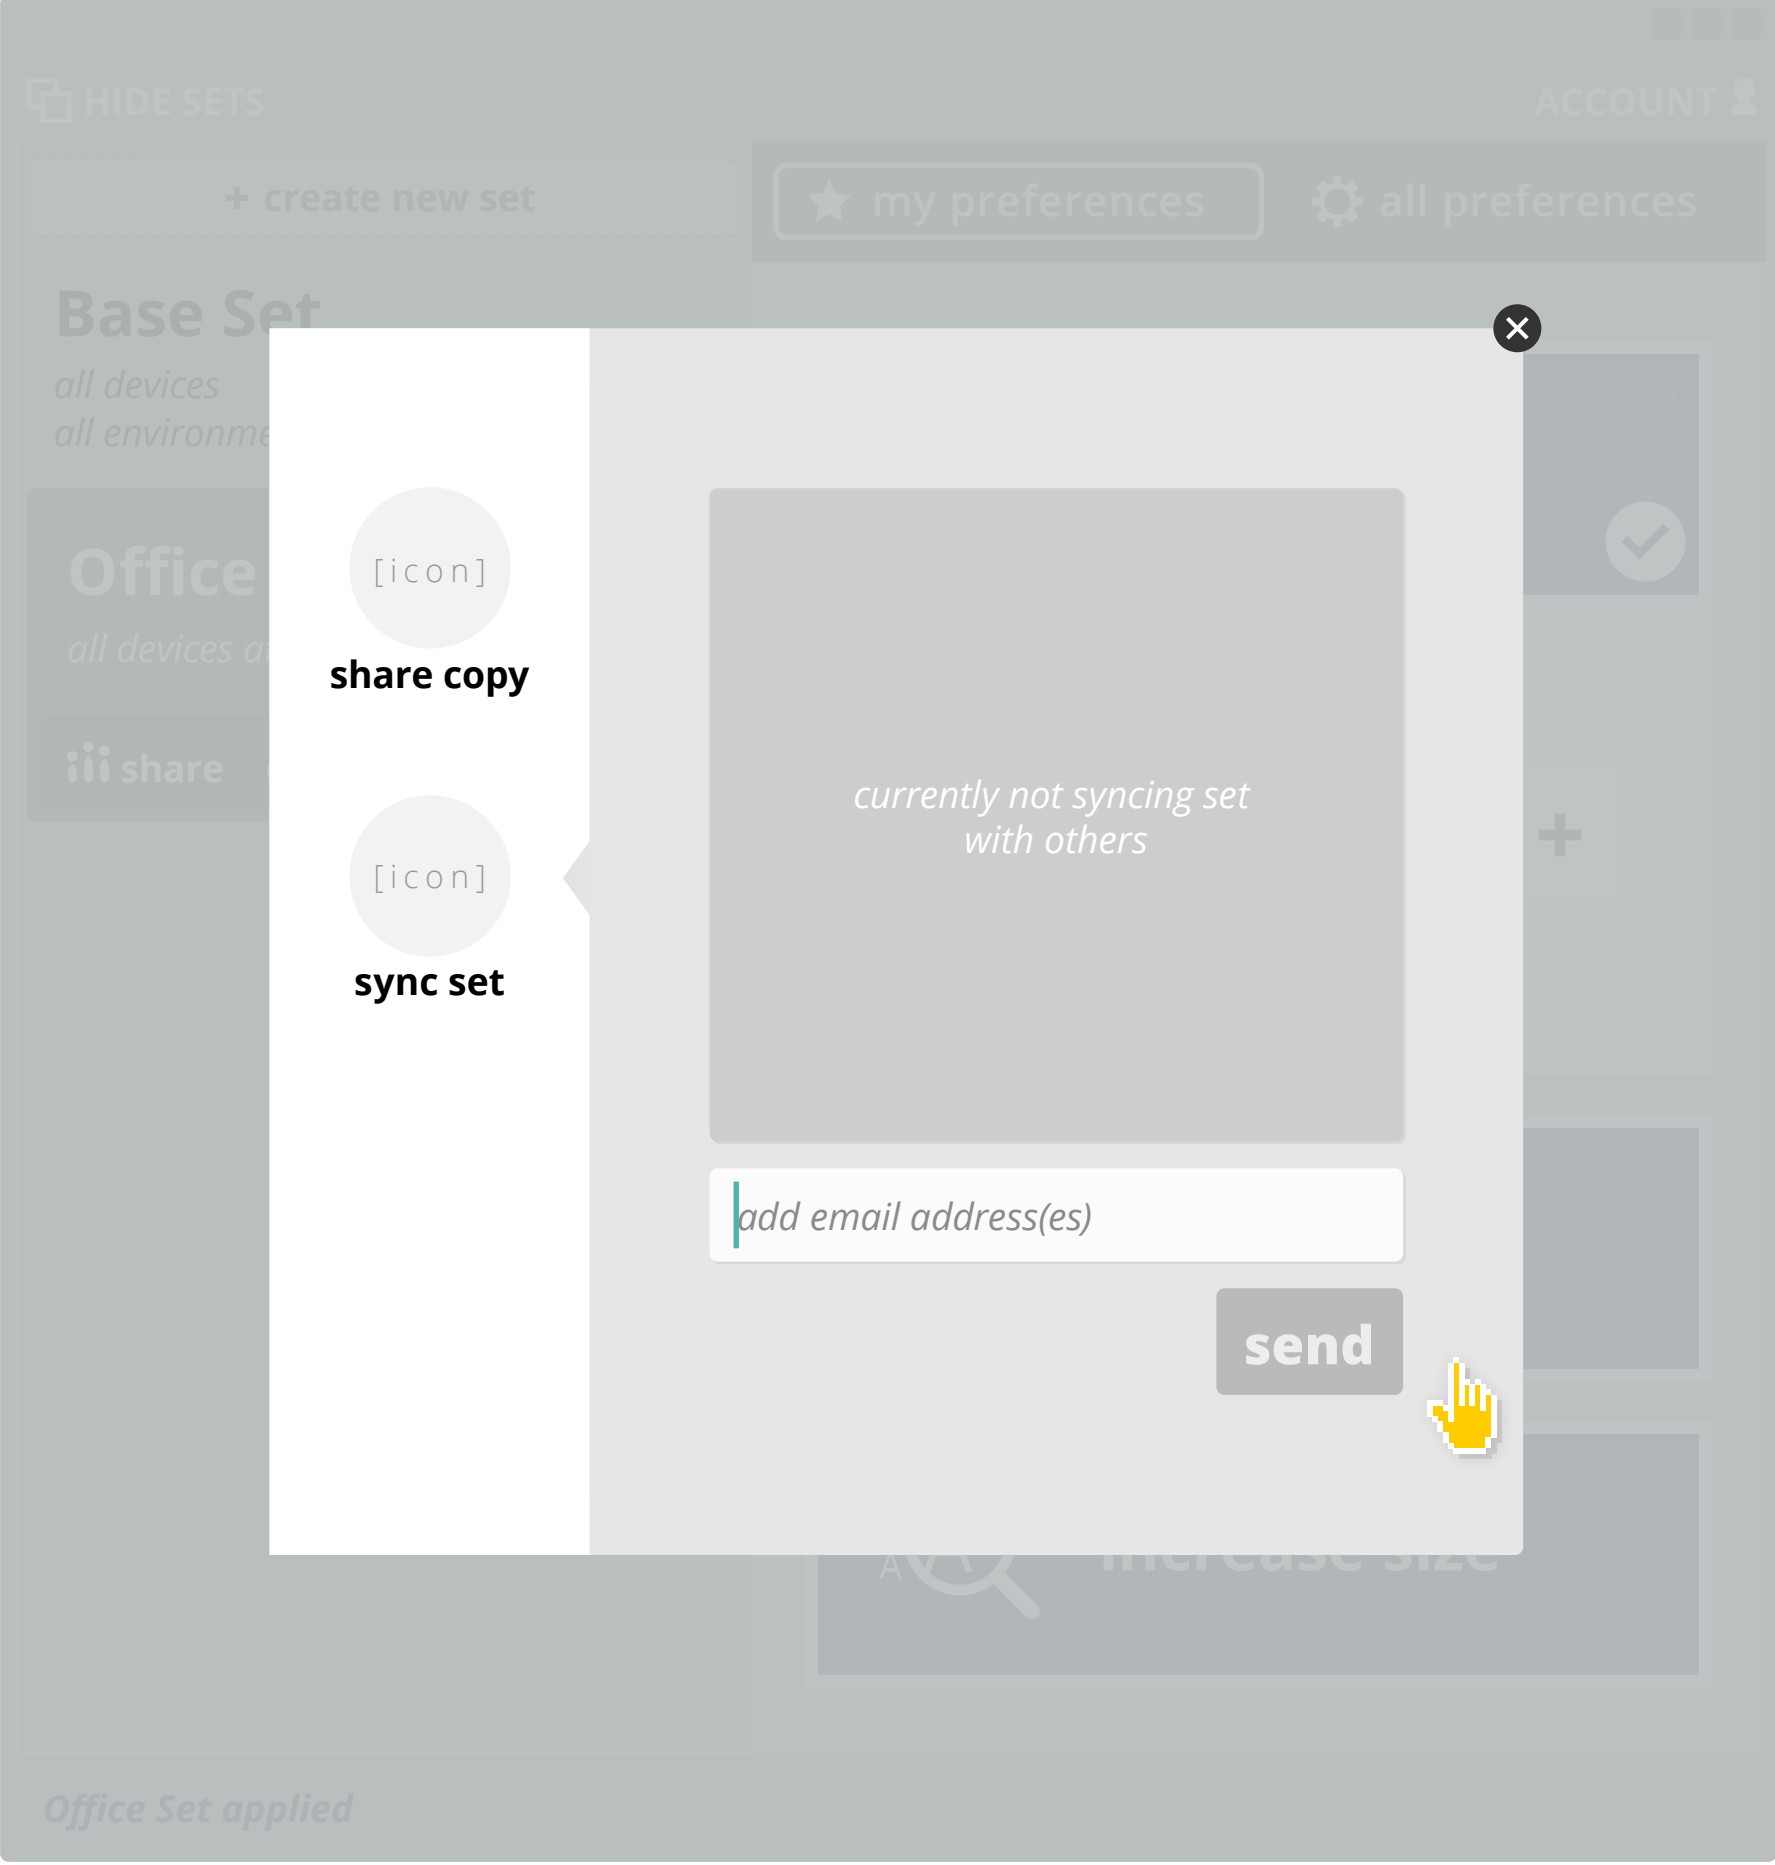 HIDE SETS
ACCOUNT
+ create new set
my preferences
all preferences
Base Set
all devices
all environme
Office
all devices
share
[icon]
share copy
[icon]
sync set
currently not syncing set
with others
add email address(es)
send
A A
increase size
Office Set applied